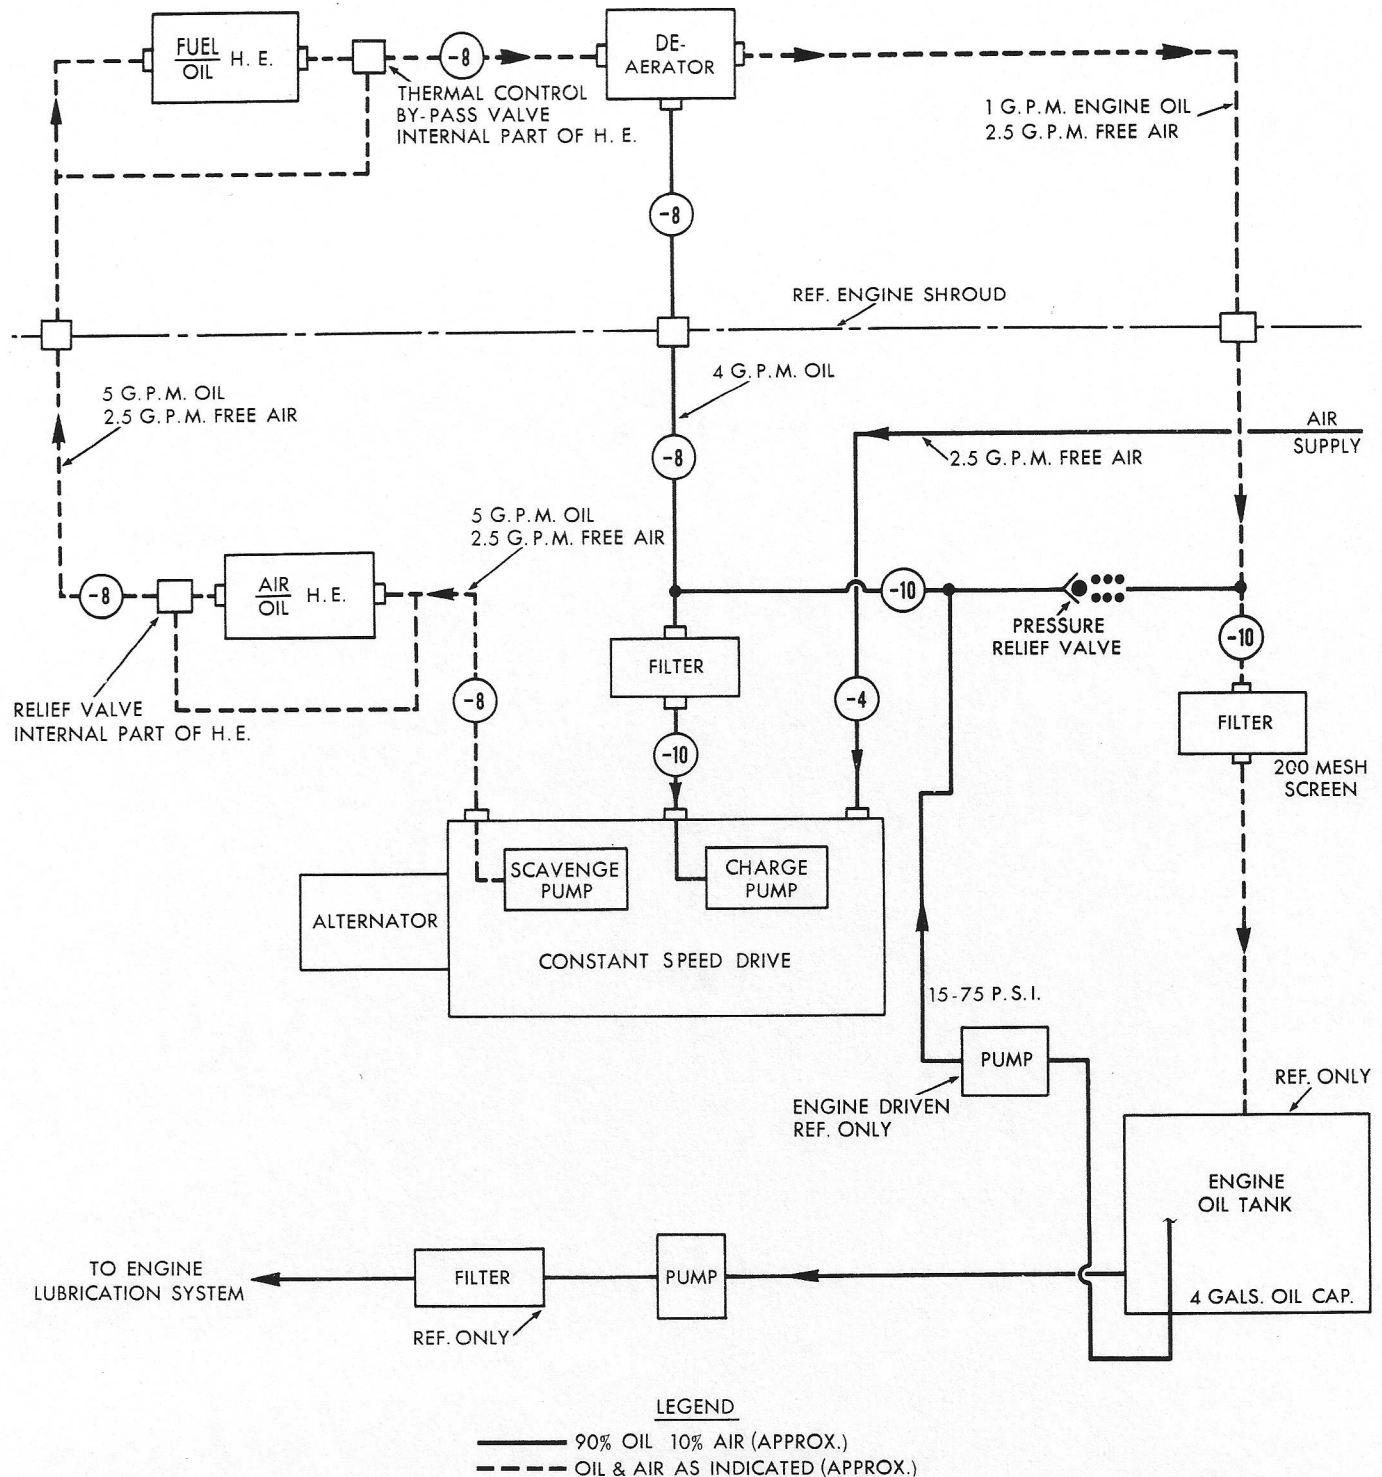 FUEL
OIL H. E.
-8
DE-
AERATOR
THERMAL CONTROL
BY-PASS VALVE
INTERNAL PART OF H. E.
1 G.P.M. ENGINE OIL
2.5 G.P.M. FREE AIR
-8
REF. ENGINE SHROUD
4 G.P.M. OIL
5 G.P.M. OIL
2.5 G.P.M. FREE AIR
AIR
SUPPLY
-8
2.5 G.P.M. FREE AIR
5 G.P.M. OIL
2.5 G.P.M. FREE AIR
-8
AIR
OIL H.E.
-10
PRESSURE
RELIEF VALVE
-10
FILTER
-8
-4
RELIEF VALVE
INTERNAL PART OF H.E.
FILTER
-10
200 MESH
SCREEN
SCAVENGE
PUMP
CHARGE
PUMP
ALTERNATOR
CONSTANT SPEED DRIVE
15-75 P.S.I.
PUMP
REF. ONLY
ENGINE DRIVEN
REF. ONLY
ENGINE
OIL TANK
TO ENGINE
LUBRICATION SYSTEM
FILTER
PUMP
4 GALS. OIL CAP.
REF. ONLY
LEGEND
90% OIL 10% AIR (APPROX.)
OIL & AIR AS INDICATED (APPROX.)